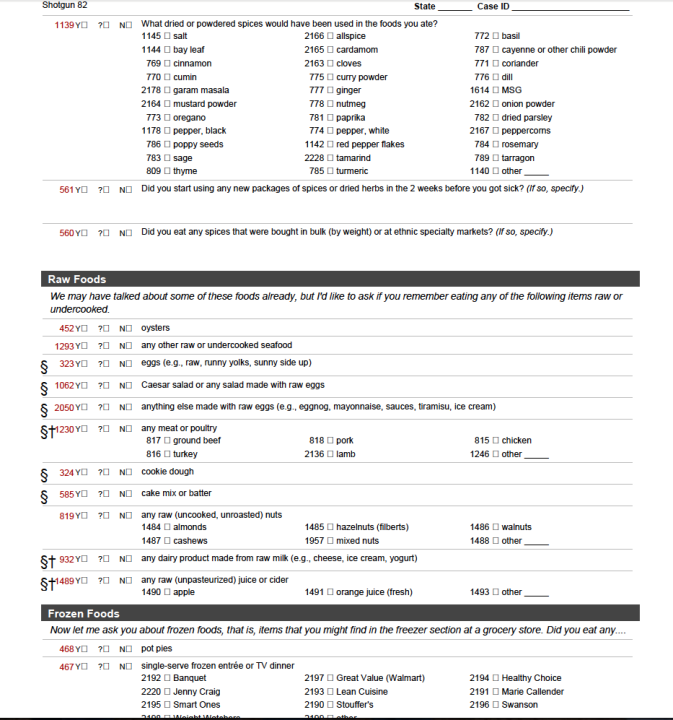 Shotgun 82 State ______ Case ID ____________________
1139 Y☐ ?☐ N☐ What dried or powdered spices would have been used in the foods you ate?
1145 ☐ salt 2166 ☐ allspice 772 ☐ basil
1144 ☐ bay leaf 2165 ☐ cardamom 787 ☐ cayenne or other chili powder
769 ☐ cinnamon 2163 ☐ cloves 771 ☐ coriander
770 ☐ cumin 775 ☐ curry powder 776 ☐ dill
2178 ☐ garam masala 777 ☐ ginger 1614 ☐ MSG
2164 ☐ mustard powder 778 ☐ nutmeg 2162 ☐ onion powder
773 ☐ oregano 781 ☐ paprika 782 ☐ dried parsley
1178 ☐ pepper, black 774 ☐ pepper, white 2167 ☐ peppercorns
786 ☐ poppy seeds 1142 ☐ red pepper flakes 784 ☐ rosemary
783 ☐ sage 2228 ☐ tamarind 789 ☐ tarragon
809 ☐ thyme 785 ☐ turmeric 1140 ☐ other _____
561 Y☐ ?☐ N☐ Did you start using any new packages of spices or dried herbs in the 2 weeks before you got sick? (If so, specify.)
560 Y☐ ?☐ N☐ Did you eat any spices that were bought in bulk (by weight) or at ethnic specialty markets? (If so, specify.)
Raw Foods
We may have talked about some of these foods already, but I'd like to ask if you remember eating any of the following items raw or
undercooked.
452 Y☐ ?☐ N☐ oysters
1293 Y☐ ?☐ N☐ any other raw or undercooked seafood
§ 323 Y☐ ?☐ N☐ eggs (e.g., raw, runny yolks, sunny side up)
§ 1062 Y☐ ?☐ N☐ Caesar salad or any salad made with raw eggs
§ 2050 Y☐ ?☐ N☐ anything else made with raw eggs (e.g., eggnog, mayonnaise, sauces, tiramisu, ice cream)
§† 1230 Y☐ ?☐ N☐ any meat or poultry
817 ☐ ground beef 818 ☐ pork 815 ☐ chicken
816 ☐ turkey 2136 ☐ lamb 1246 ☐ other _____
§ 324 Y☐ ?☐ N☐ cookie dough
§ 585 Y☐ ?☐ N☐ cake mix or batter
819 Y☐ ?☐ N☐ any raw (uncooked, unroasted) nuts
1484 ☐ almonds 1485 ☐ hazelnuts (filberts) 1486 ☐ walnuts
1487 ☐ cashews 1957 ☐ mixed nuts 1488 ☐ other _____
§† 932 Y☐ ?☐ N☐ any dairy product made from raw milk (e.g., cheese, ice cream, yogurt)
§† 1489 Y☐ ?☐ N☐ any raw (unpasteurized) juice or cider
1490 ☐ apple 1491 ☐ orange juice (fresh) 1493 ☐ other _____
Frozen Foods
Now let me ask you about frozen foods, that is, items that you might find in the freezer section at a grocery store. Did you eat any....
468 Y☐ ?☐ N☐ pot pies
467 Y☐ ?☐ N☐ single-serve frozen entrée or TV dinner
2192 ☐ Banquet 2197 ☐ Great Value (Walmart) 2194 ☐ Healthy Choice
2220 ☐ Jenny Craig 2193 ☐ Lean Cuisine 2191 ☐ Marie Callender
2195 ☐ Smart Ones 2190 ☐ Stouffer's 2196 ☐ Swanson
☐ Weight Watchers ☐ other